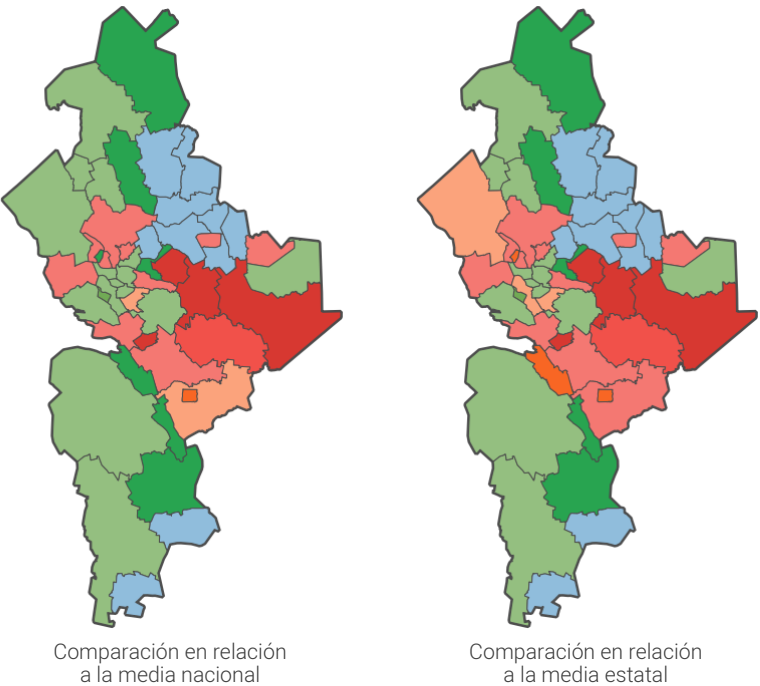 Comparación en relación
a la media nacional
Comparación en relación
a la media estatal